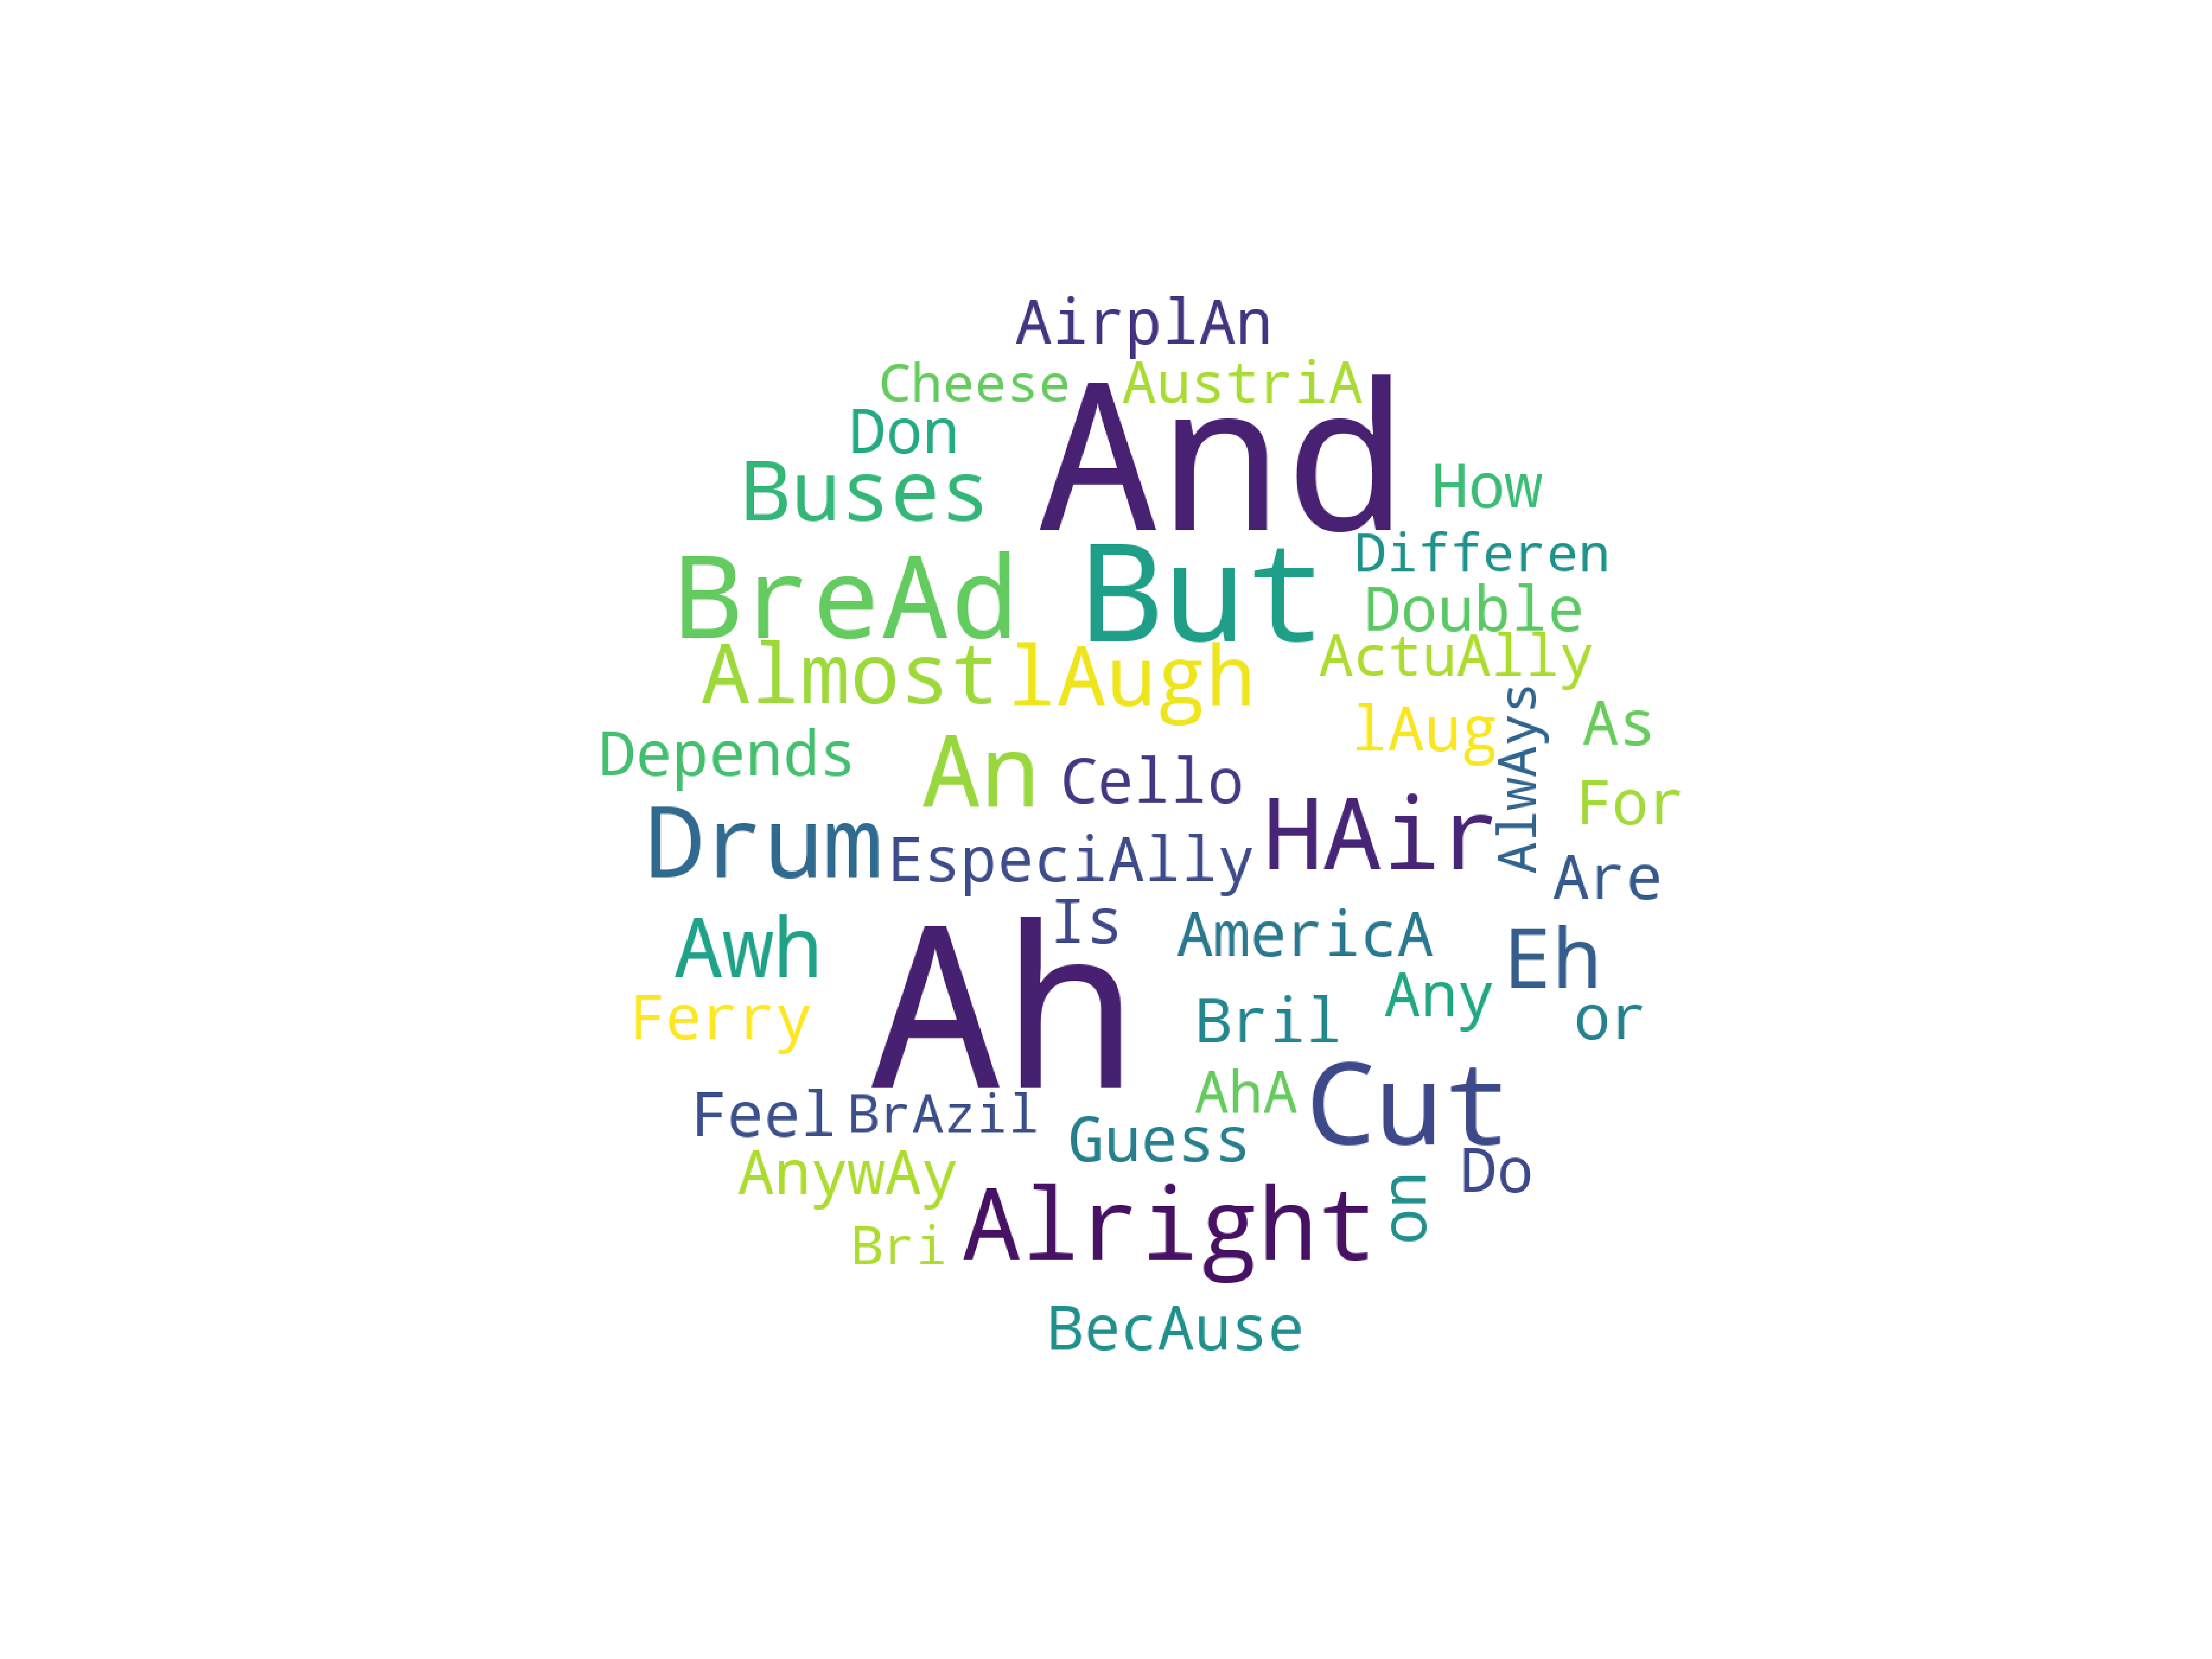 AirplAn
Cheese AustriA
Don And
Buses How
BreAd But Differen
Double
Almost lAugh ActuAlly
Depends An Cello lAug AlwAys As
For
Drum EspeciAlly HAir Are
Awh Ah Is AmericA Eh
Ferry Bril Any or
Feel BrAzil AhA Cut
Guess
AnywAy Do
Bri Alright on
BecAuse